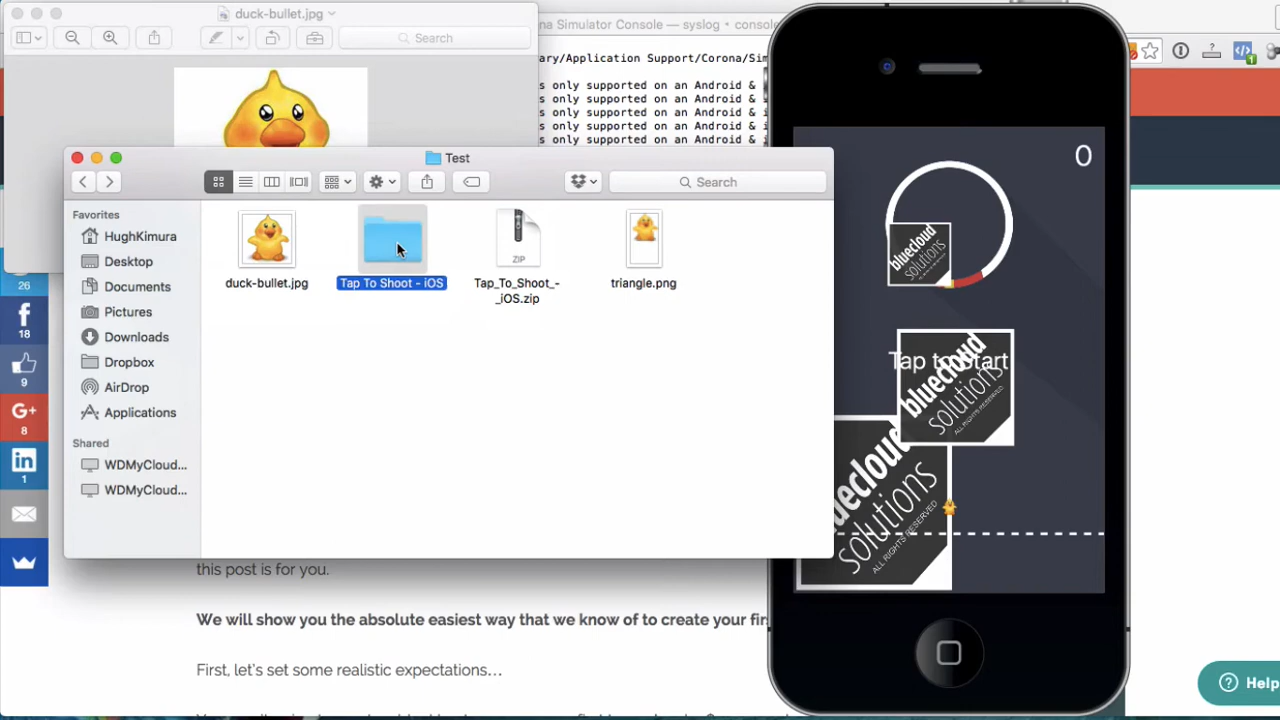 duck-bullet.jpg
Search
ona Simulator Console — syslog • console
ary/Application Support/Corona/Sim
s only supported on an Android & i
s only supported on an Android &
s only supported on an Android &
s only supported on an Android & i
s only supported on an Android & i
Test
Search
Favorites
HughKimura
Desktop
Documents
Pictures
Downloads
Dropbox
AirDrop
Applications
Shared
WDMyCloud...
WDMyCloud...
duck-bullet.jpg
Tap To Shoot - iOS
ZIP
Tap_To_Shoot_-
_iOS.zip
triangle.png
0
bluecloud
solutions
Tap to Start
bluecloud
solutions
ALL RIGHTS RESERVED
bluecloud
solutions
ALL RIGHTS RESERVED
26
18
9
G+
8
in
1
1
this post is for you.
We will show you the absolute easiest way that we know of to create your fir
First, let's set some realistic expectations...
Help